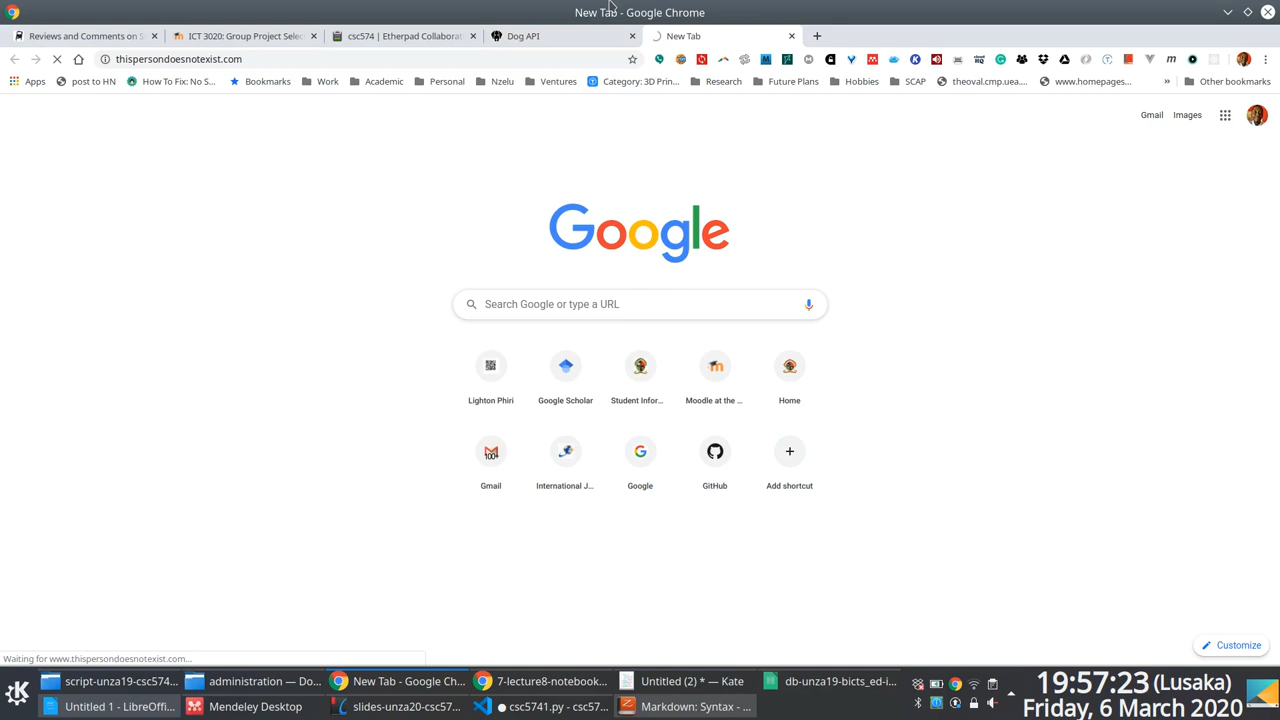 New Tab - Google Chrome
Reviews and Comments on S
ICT 3020: Group Project Selec
csc574 | Etherpad Collaborat
Dog API
New Tab
thispersondoesnotexist.com
Apps
post to HN
How To Fix: No S...
Bookmarks
Work
Academic
Personal
Nzelu
Ventures
Category: 3D Prin...
Research
Future Plans
Hobbies
SCAP
theoval.cmp.uea....
www.homepages...
»
Other bookmarks
Gmail
Images
Google
Search Google or type a URL
Lighton Phiri
Google Scholar
Student Infor...
Moodle at the ...
Home
100+
Gmail
International J...
Google
GitHub
Add shortcut
Customize
Waiting for www.thispersondoesnotexist.com...
script-unza19-csc574...
administration — Do...
New Tab - Google Ch...
7-lecture8-notebook...
Untitled (2) * — Kate
db-unza19-bicts_ed-i...
19:57:23 (Lusaka)
Untitled 1 - LibreOffi...
Mendeley Desktop
slides-unza20-csc57...
● csc5741.py - csc57...
Markdown: Syntax - ...
Friday, 6 March 2020